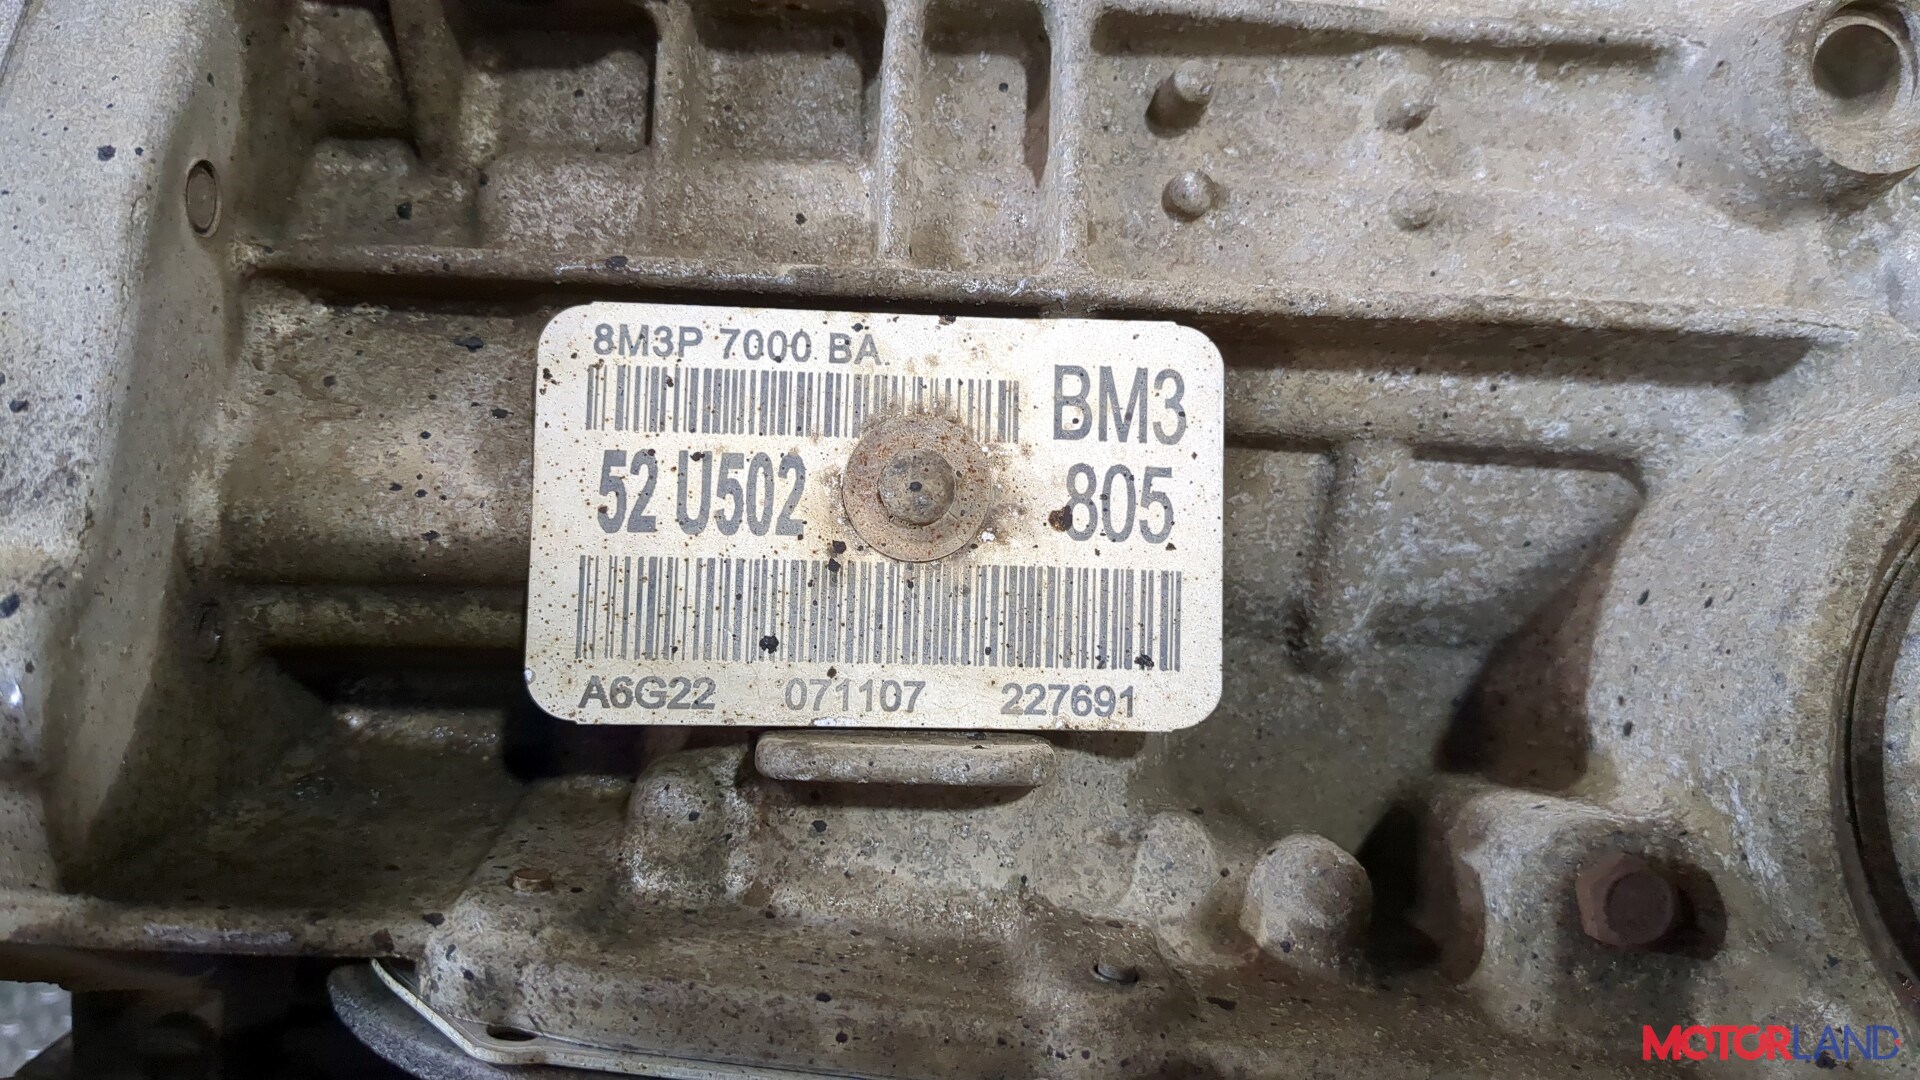 8M3P 7000 BA
BM3
52 U502
805
A6G22 071107 227691
MOTORLAND